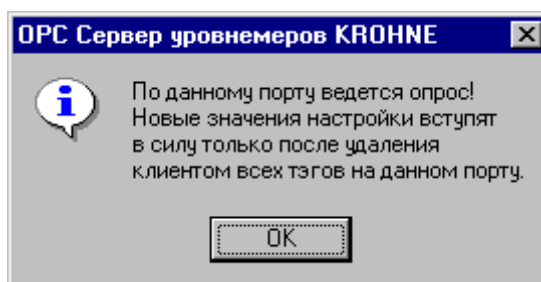 OPC Сервер уровнемеров KROHNE
По данному порту ведется опрос!
Новые значения настройки вступят
в силу только после удаления
клиентом всех тэгов на данном порту.
OK